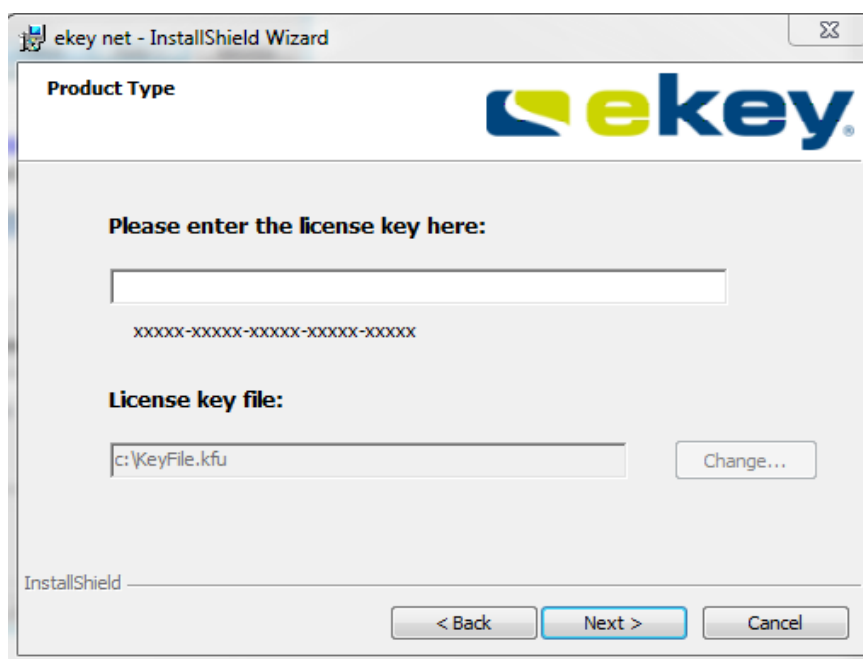 ekey net - InstallShield Wizard
Product Type
ekey®
Please enter the license key here:
xxxxx-xxxxx-xxxxx-xxxxx-xxxxx
License key file:
c:\KeyFile.kfu
Change...
InstallShield
< Back
Next >
Cancel